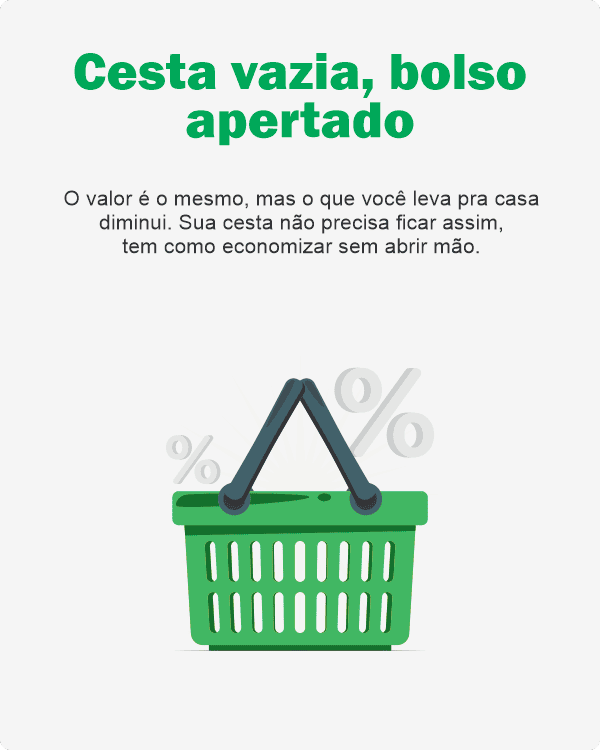 Cesta vazia, bolso
apertado
O valor é o mesmo, mas o que você leva pra casa
diminui. Sua cesta não precisa ficar assim,
tem como economizar sem abrir mão.
%
%